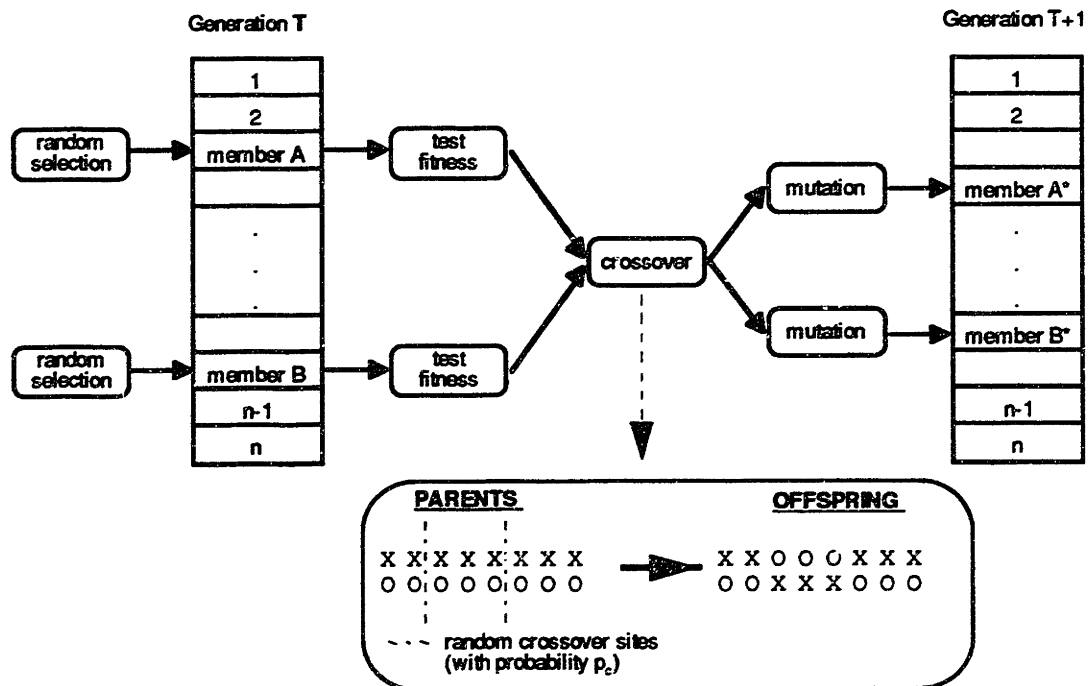 Generation T
Generation T+1
1
2
member A
.
.
.
member B
n-1
n
random
selection
test
fitness
random
selection
test
fitness
crossover
mutation
mutation
1
2
member A*
.
.
.
member B*
n-1
n
PARENTS
OFFSPRING
X X X X X X X X
O O O O O O O O
X X O O O X X X
O O X X X O O O
random crossover sites
(with probability p_c)